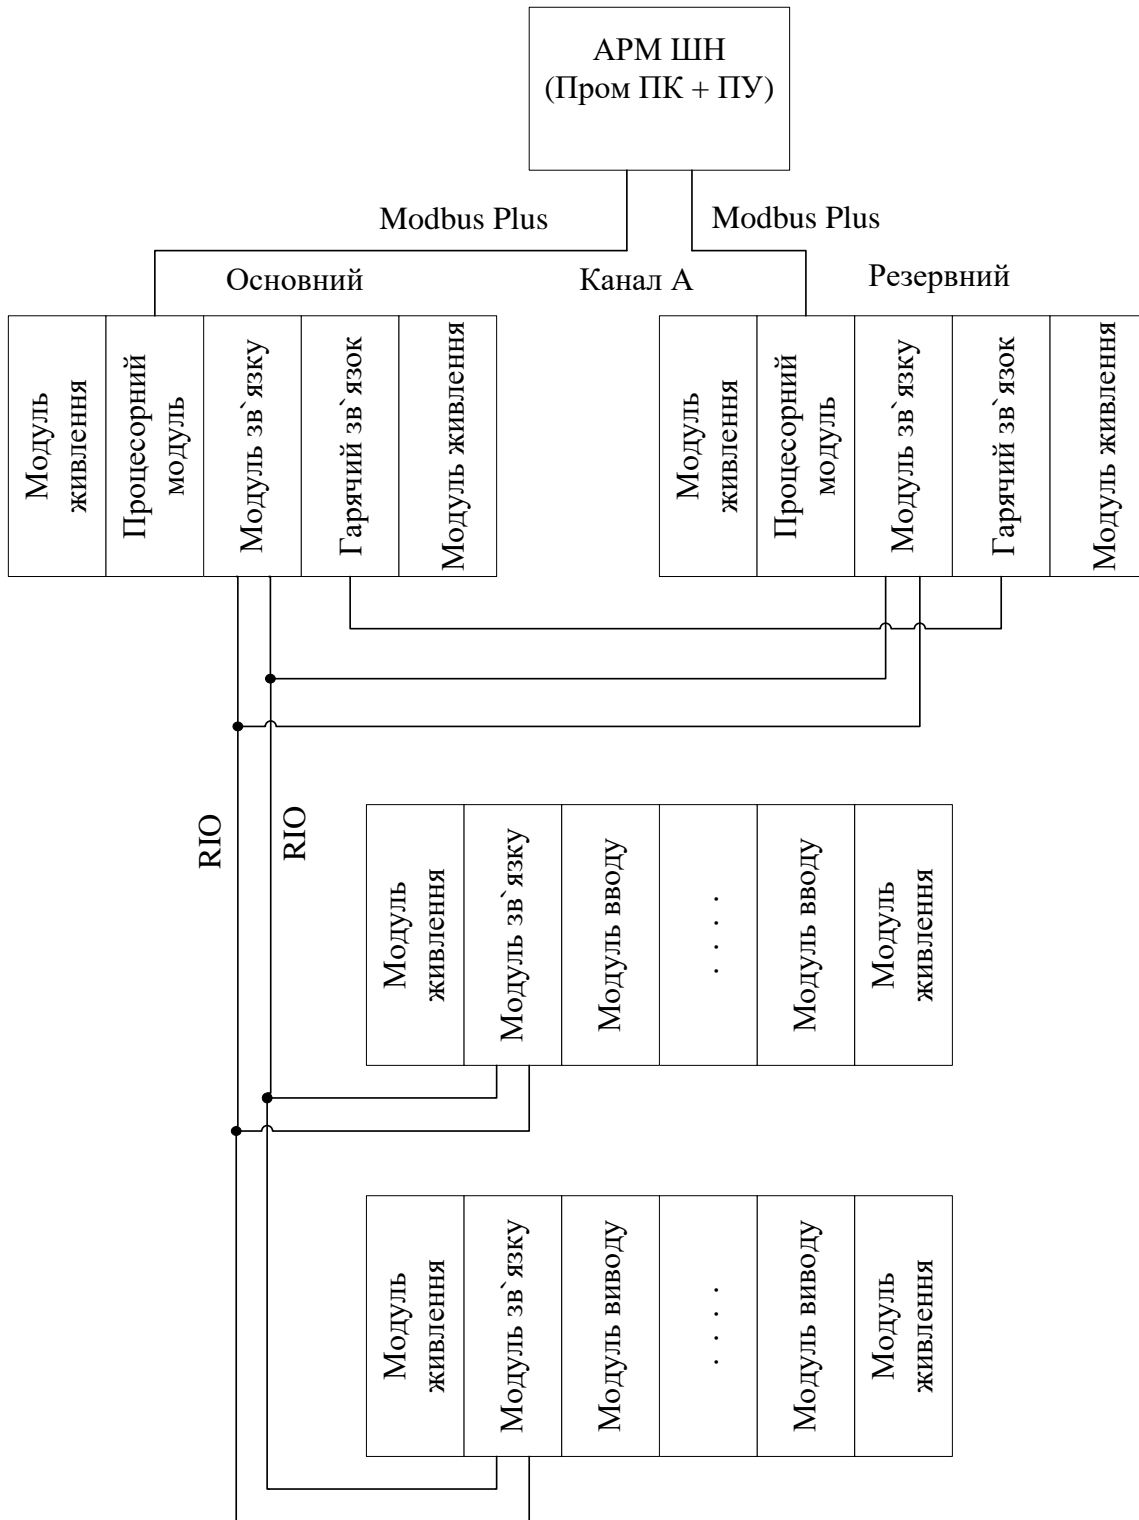 АРМ ШН
(Пром ПК + ПУ)
Modbus Plus
Modbus Plus
Основний
Канал А
Резервний
Модуль
живлення
Процесорний
модуль
Модуль зв`язку
Гарячий зв`язок
Модуль живлення
Модуль
живлення
Процесорний
модуль
Модуль зв`язку
Гарячий зв`язок
Модуль живлення
RIO
RIO
Модуль
живлення
Модуль зв`язку
Модуль вводу
. . . .
Модуль вводу
Модуль
живлення
Модуль
живлення
Модуль зв`язку
Модуль виводу
. . . .
Модуль виводу
Модуль
живлення